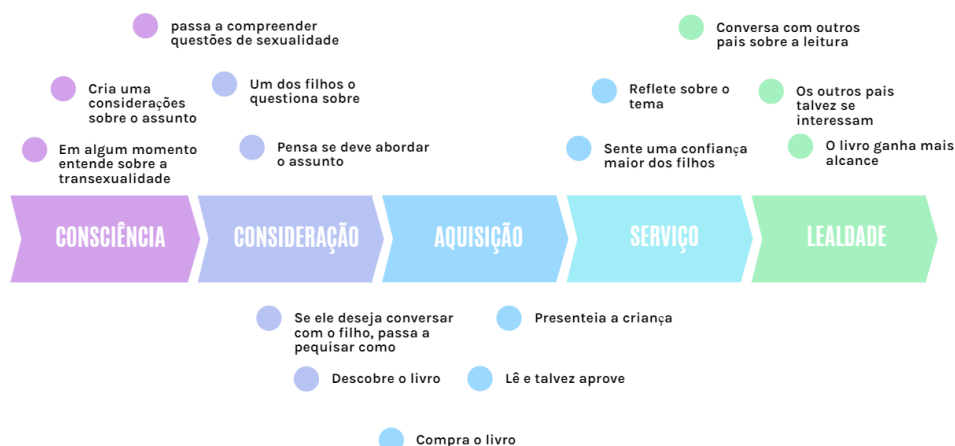 passa a compreender
questões de sexualidade
Conversa com outros
pais sobre a leitura
Cria uma
considerações
sobre o assunto
Um dos filhos o
questiona sobre
Reflete sobre o
tema
Os outros pais
talvez se
interessam
Em algum momento
entende sobre a
transexualidade
Pensa se deve abordar
o assunto
Sente uma confiança
maior dos filhos
O livro ganha mais
alcance
CONSCIÊNCIA
CONSIDERAÇÃO
AQUISIÇÃO
SERVIÇO
LEALDADE
Se ele deseja conversar
com o filho, passa a
pequisar como
Presenteia a criança
Descobre o livro
Lê e talvez aprove
Compra o livro